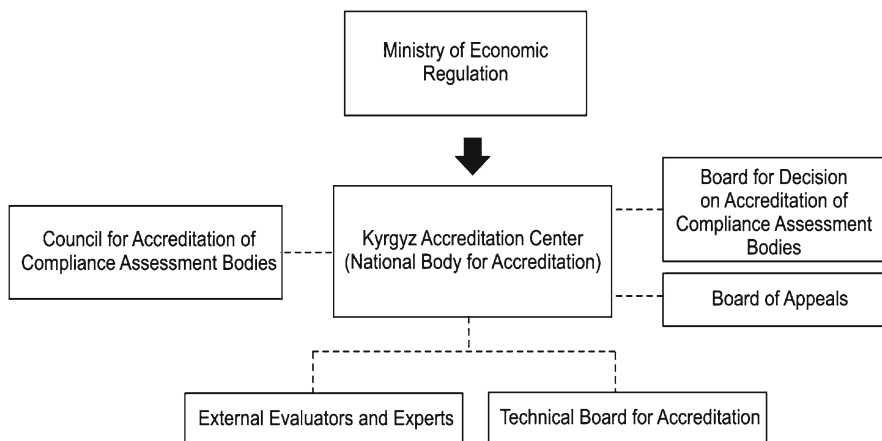 Ministry of Economic
Regulation
Board for Decision
on Accreditation of
Compliance Assessment
Bodies
Council for Accreditation of
Compliance Assessment Bodies
Kyrgyz Accreditation Center
(National Body for Accreditation)
Board of Appeals
External Evaluators and Experts
Technical Board for Accreditation